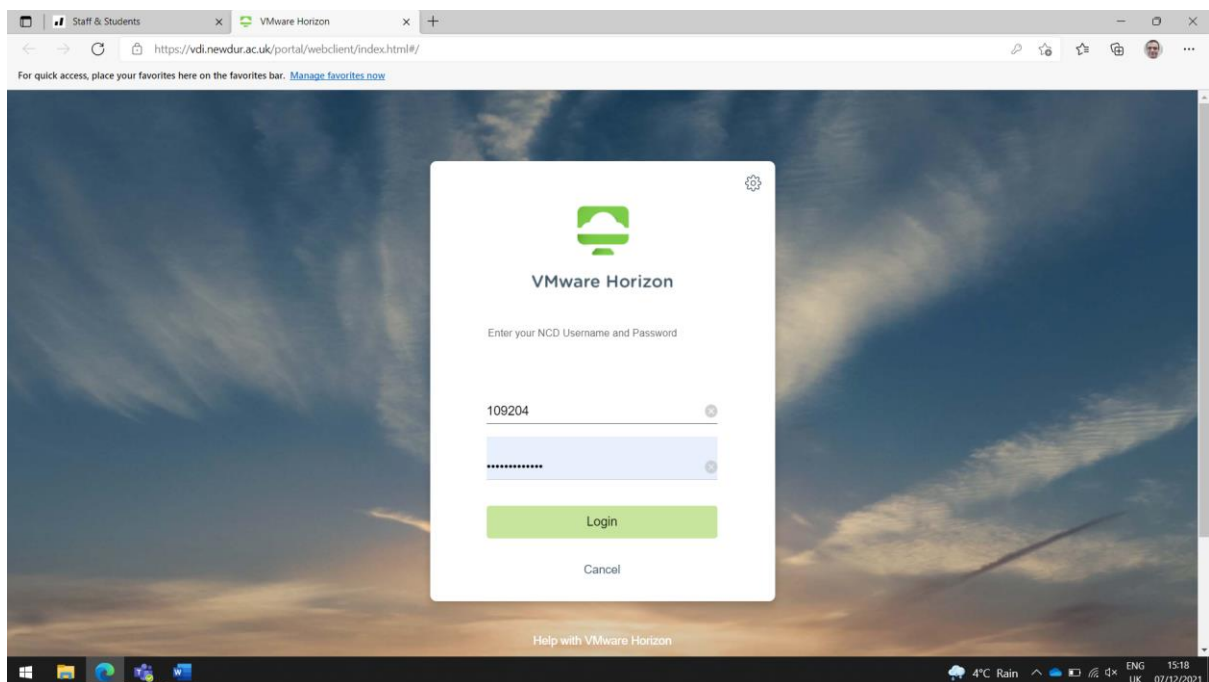 Staff & Students
VMware Horizon
https://vdi.newdur.ac.uk/portal/webclient/index.html#/
For quick access, place your favorites here on the favorites bar. Manage favorites now
VMware Horizon
Enter your NCD Username and Password
109204
•••••••••••••
Login
Cancel
Help with VMware Horizon
4°C Rain
ENG
UK
15:18
07/12/2021